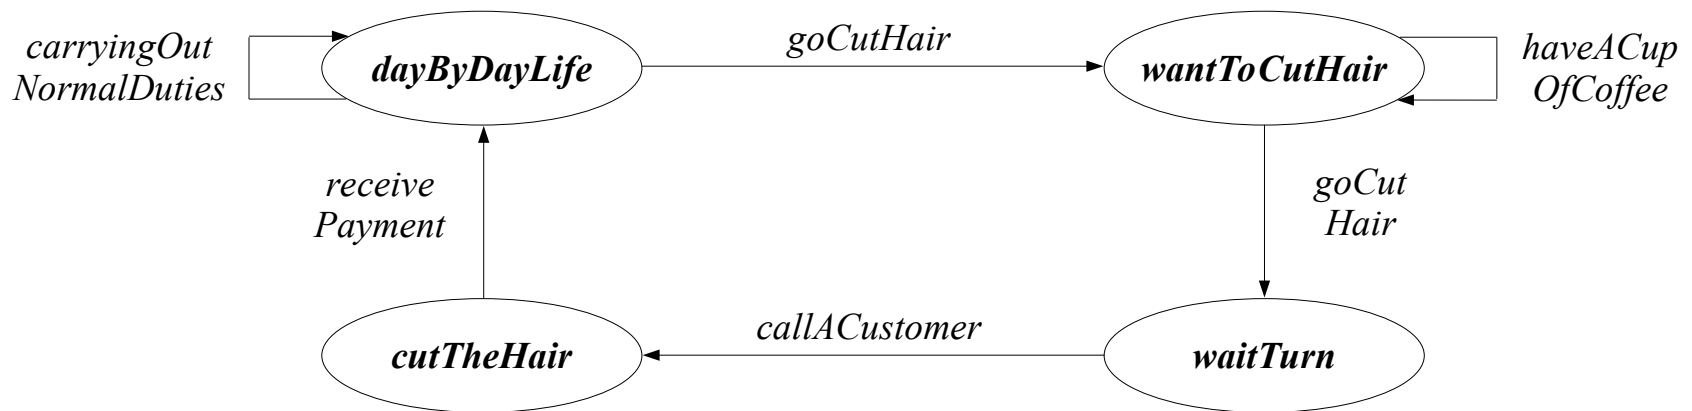 carryingOut
NormalDuties
dayByDayLife
goCutHair
wantToCutHair
haveACup
OfCoffee
receive
Payment
goCut
Hair
cutTheHair
callACustomer
waitTurn